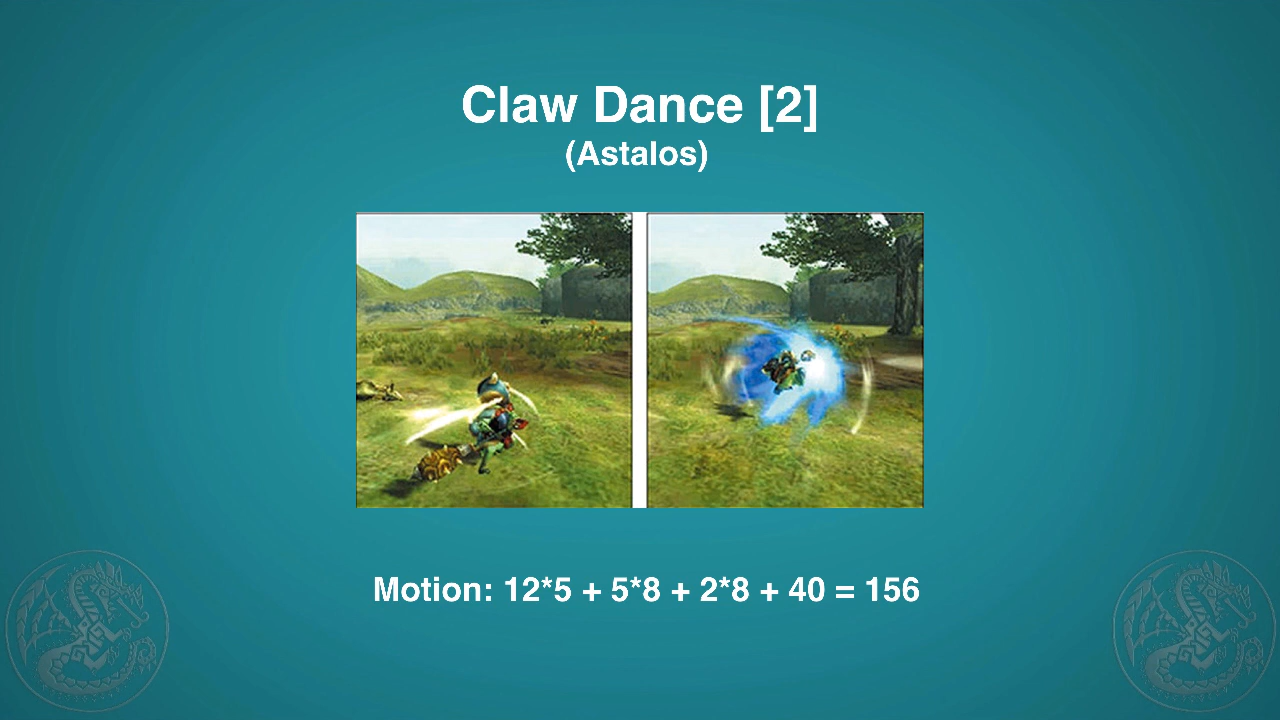 Claw Dance [2]
(Astalos)
Motion: 12*5 + 5*8 + 2*8 + 40 = 156